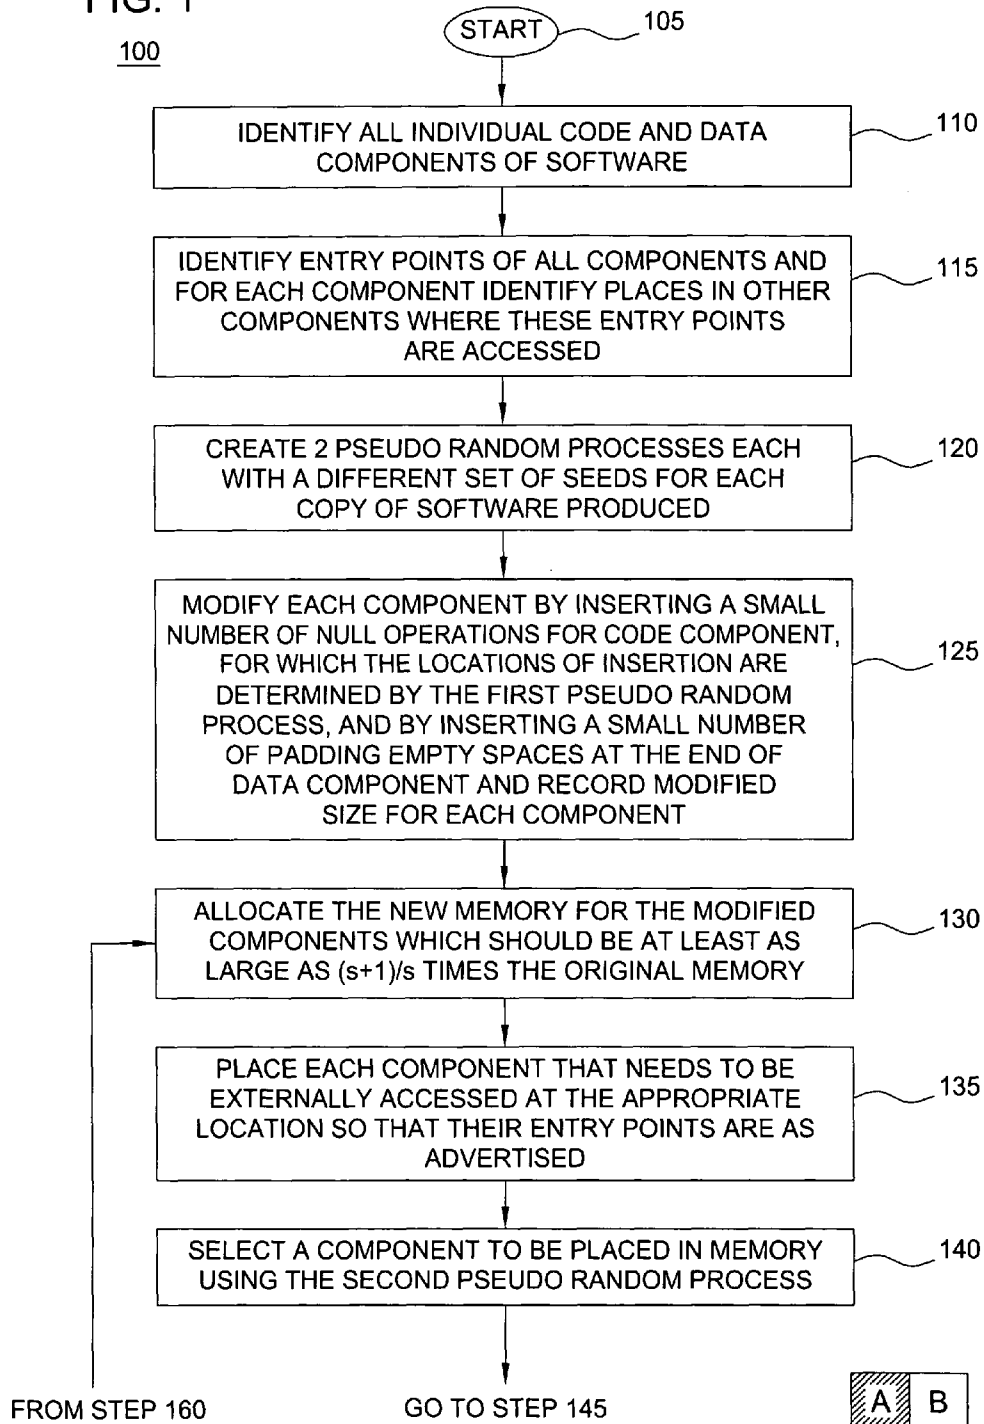 FIG. 1
100
START
105
IDENTIFY ALL INDIVIDUAL CODE AND DATA
COMPONENTS OF SOFTWARE
110
IDENTIFY ENTRY POINTS OF ALL COMPONENTS AND
FOR EACH COMPONENT IDENTIFY PLACES IN OTHER
COMPONENTS WHERE THESE ENTRY POINTS
ARE ACCESSED
115
CREATE 2 PSEUDO RANDOM PROCESSES EACH
WITH A DIFFERENT SET OF SEEDS FOR EACH
COPY OF SOFTWARE PRODUCED
120
MODIFY EACH COMPONENT BY INSERTING A SMALL
NUMBER OF NULL OPERATIONS FOR CODE COMPONENT,
FOR WHICH THE LOCATIONS OF INSERTION ARE
DETERMINED BY THE FIRST PSEUDO RANDOM
PROCESS, AND BY INSERTING A SMALL NUMBER
OF PADDING EMPTY SPACES AT THE END OF
DATA COMPONENT AND RECORD MODIFIED
SIZE FOR EACH COMPONENT
125
ALLOCATE THE NEW MEMORY FOR THE MODIFIED
COMPONENTS WHICH SHOULD BE AT LEAST AS
LARGE AS (s+1)/s TIMES THE ORIGINAL MEMORY
130
PLACE EACH COMPONENT THAT NEEDS TO BE
EXTERNALLY ACCESSED AT THE APPROPRIATE
LOCATION SO THAT THEIR ENTRY POINTS ARE AS
ADVERTISED
135
SELECT A COMPONENT TO BE PLACED IN MEMORY
USING THE SECOND PSEUDO RANDOM PROCESS
140
FROM STEP 160
GO TO STEP 145
A B